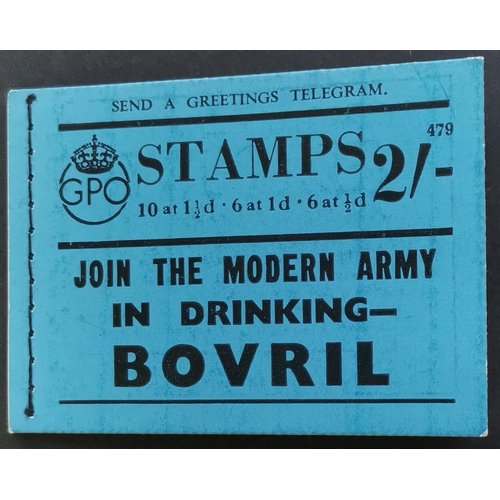 SEND A GREETINGS TELEGRAM.
479
GPO STAMPS 2/-
10 at 1½d · 6 at 1d · 6 at ½d
JOIN THE MODERN ARMY
IN DRINKING—
BOVRIL